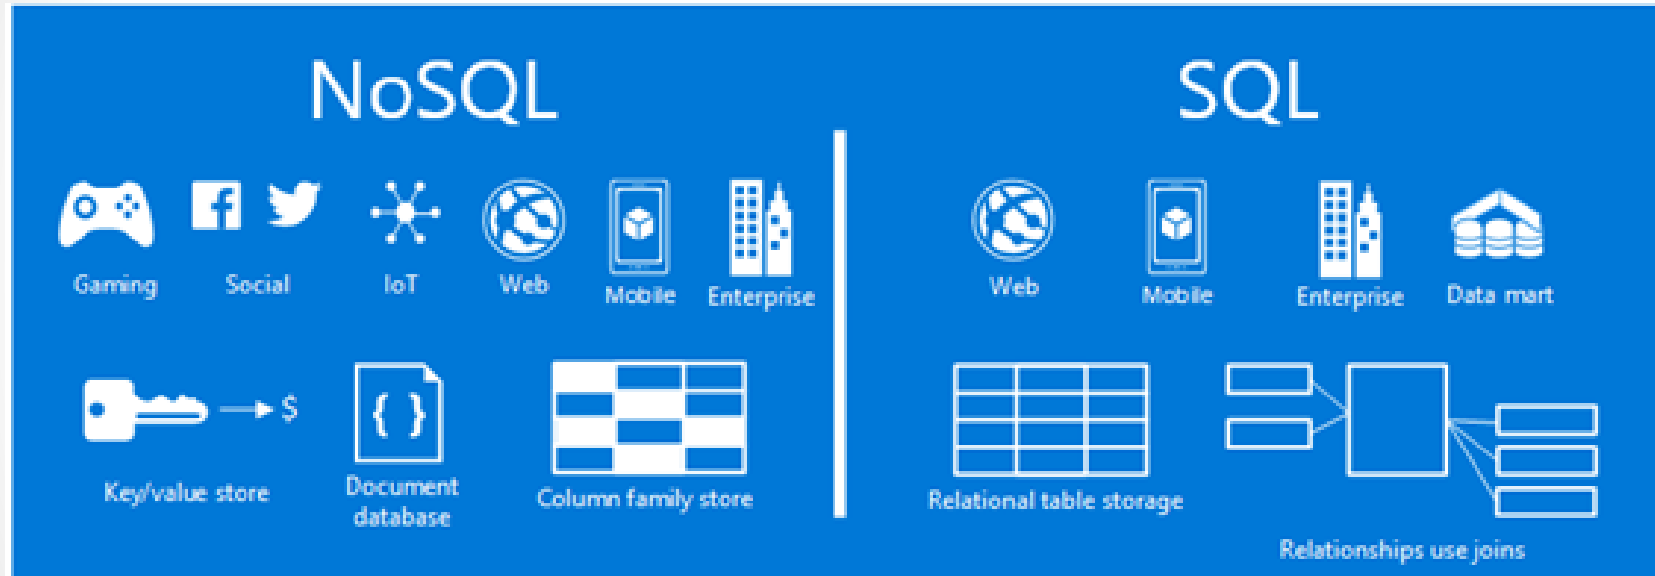 NoSQL
SQL
Gaming
Social
IoT
Web
Mobile
Enterprise
Web
Mobile
Enterprise
Data mart
$
{ }
Key/value store
Document
database
Column family store
Relational table storage
Relationships use joins